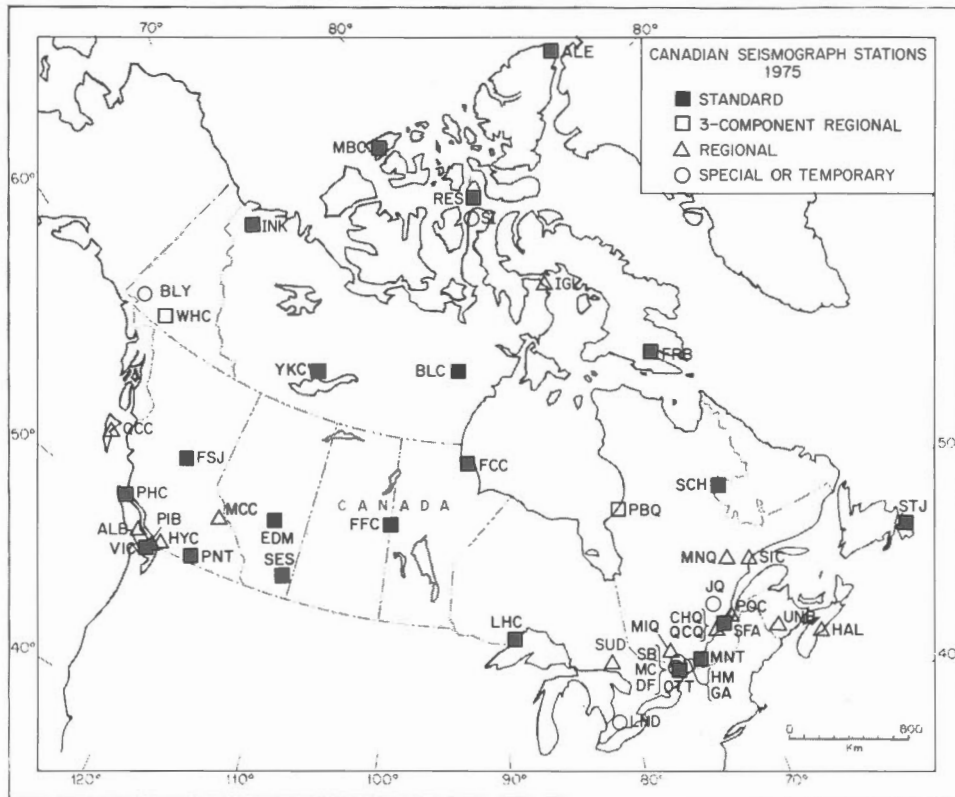 70° 80° 80°
CANADIAN SEISMOGRAPH STATIONS
1975
STANDARD
3-COMPONENT REGIONAL
REGIONAL
SPECIAL OR TEMPORARY
ALE
MBC
60°
RES
INK
IGL
BLY
WHC
FRB
YKC
BLC
QCC
50° 50°
FSJ
FCC
SCH
PHC
MCC
CANADA
PBQ
STJ
ALB
PIB
EDM
FFC
VIC
HYC
PNT
SES
MNQ
SIC
JQ
POC
CHQ
QCQ
SFA
UNB
HAL
LHC
MIQ
SUD
SB
MC
DF
OTT
MNT
HM
GA
40° 40°
LND
0 800
Km
120° 110° 100° 90° 80° 70°